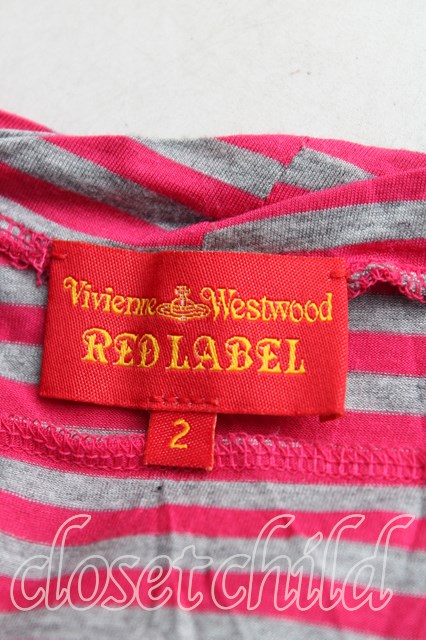 Vivienne Westwood
RED LABEL
2
closetchild